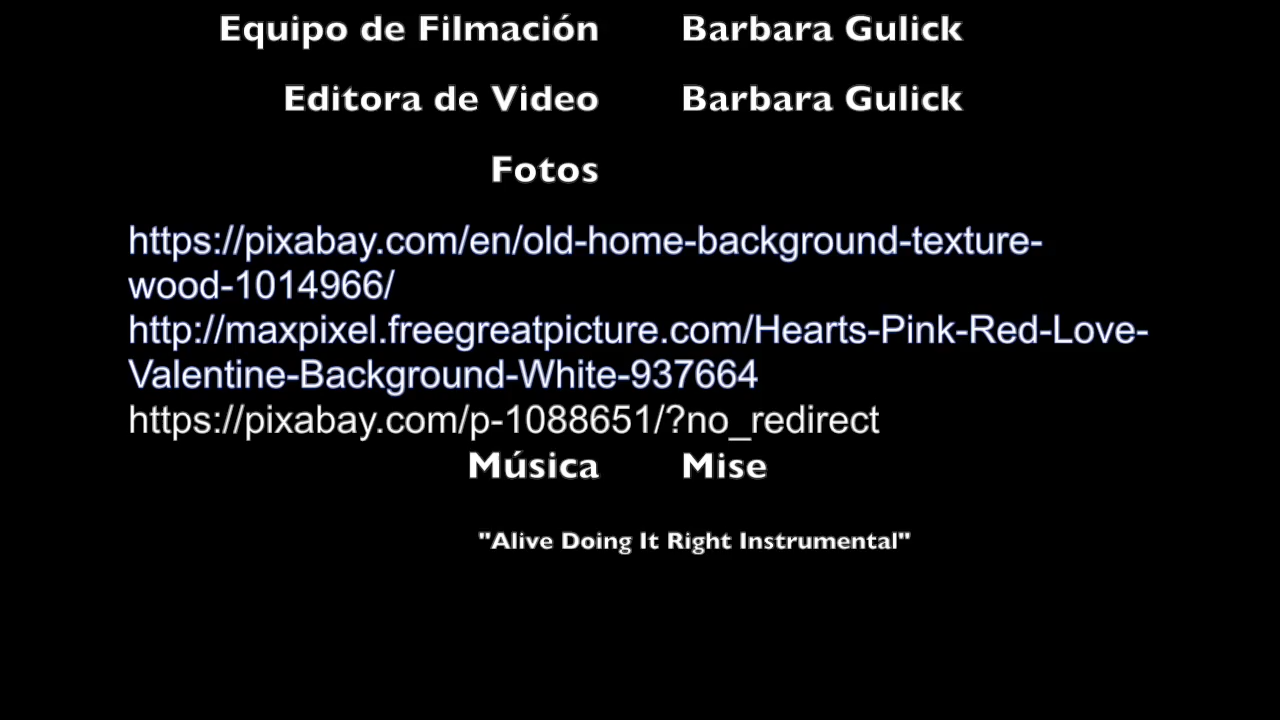 Equipo de Filmación Barbara Gulick
Editora de Video Barbara Gulick
Fotos
https://pixabay.com/en/old-home-background-texture-
wood-1014966/
http://maxpixel.freegreatpicture.com/Hearts-Pink-Red-Love-
Valentine-Background-White-937664
https://pixabay.com/p-1088651/?no_redirect
Música Mise
"Alive Doing It Right Instrumental"